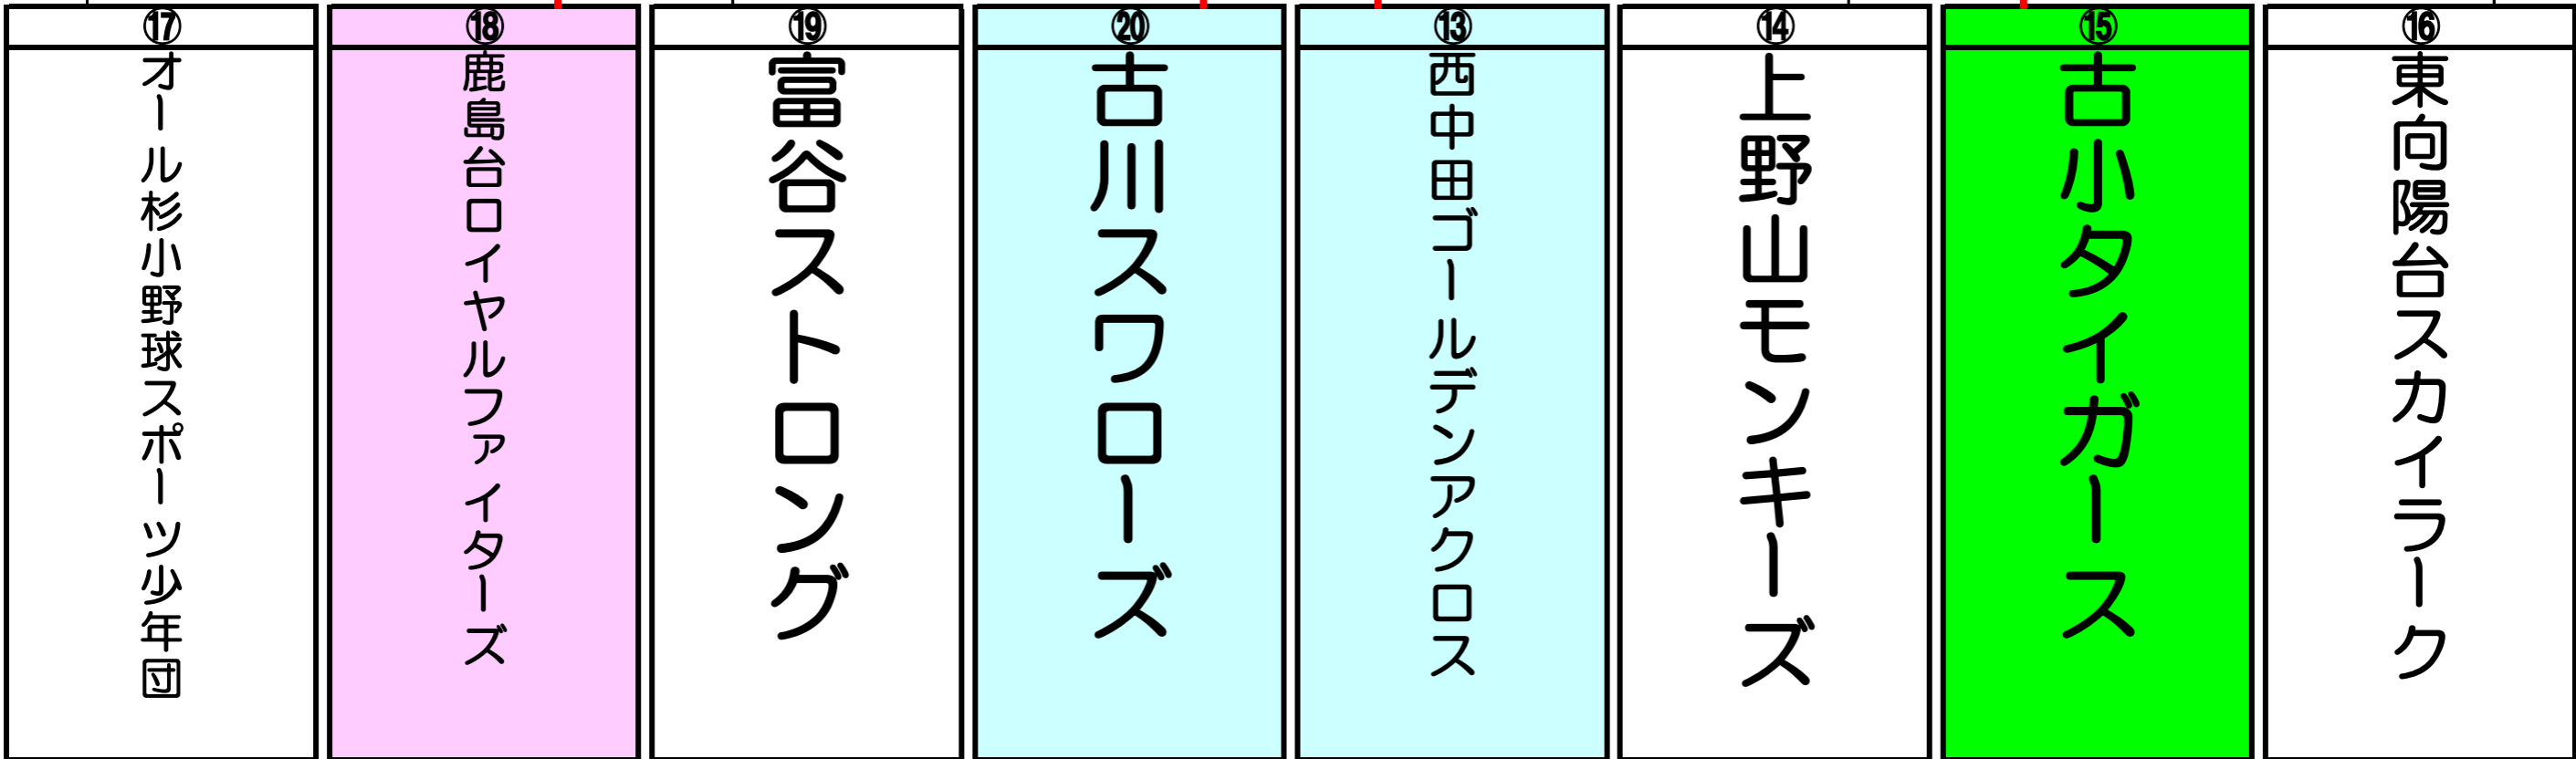 ⑰
オール杉小野球スポーツ少年団
⑱
鹿島台ロイヤルファイターズ
⑲
富谷ストロング
⑳
古川スワローズ
⑬
西中田ゴールデンアクロス
⑭
上野山モンキーズ
⑮
古小タイガース
⑯
東向陽台スカイラーク